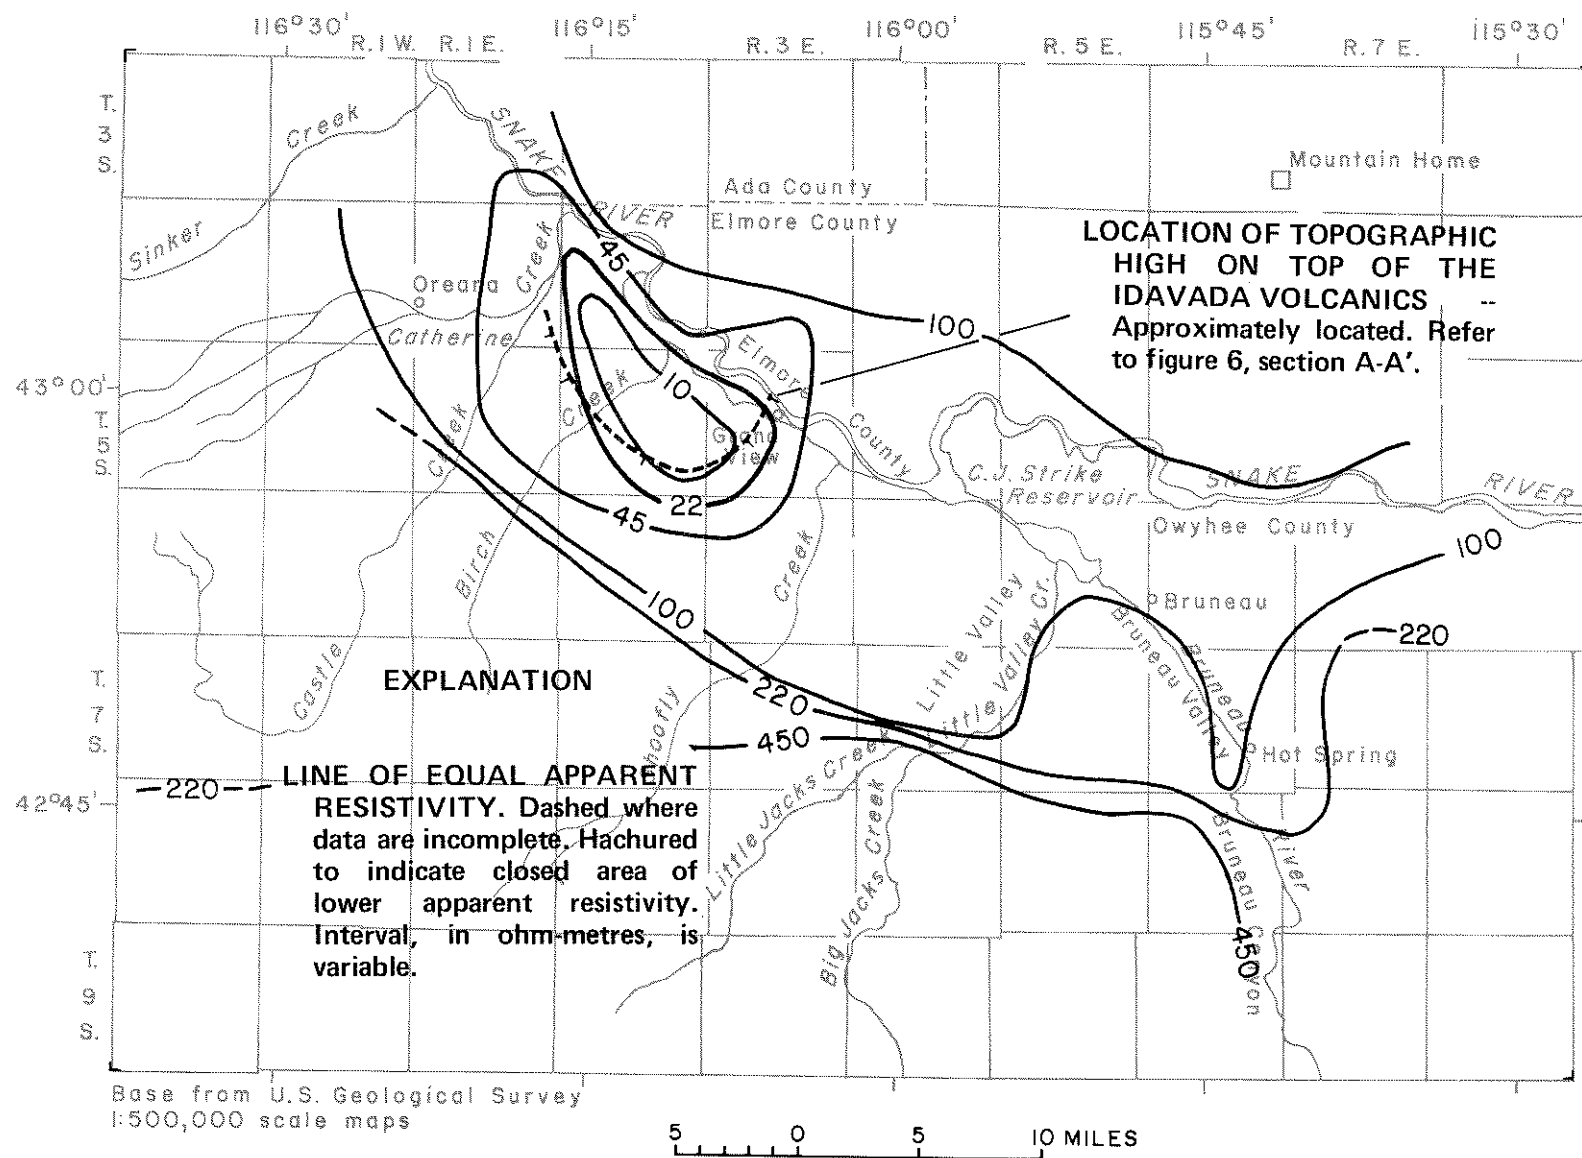 116°30'
116°15'
116°00'
115°45'
115°30'
R.1W. R.1E.
R.3 E.
R.5 E.
R.7 E.
T.
3
S.
Creek
Sinker
SNAKE
RIVER
Ada County
Elmore County
Mountain Home
LOCATION OF TOPOGRAPHIC
HIGH ON TOP OF THE
IDAVADA VOLCANICS --
Approximately located. Refer
to figure 6, section A-A'.
45
Oreana
Creek
Catherine
100
Elmore
County
43°00'
T.
5
S.
10
Creek
Creek
Grand
View
C.J. Strike
Reservoir
SNAKE
RIVER
22
45
Owyhee County
100
Birch
Creek
Castle
100
Little Valley
Little Valley Cr.
Bruneau
Bruneau Valley
Bruneau
River
220
EXPLANATION
T.
7
S.
220
450
Hot Spring
42°45'
-220-
LINE OF EQUAL APPARENT
RESISTIVITY. Dashed where
data are incomplete. Hachured
to indicate closed area of
lower apparent resistivity.
Interval, in ohm-metres, is
variable.
Little Jacks Creek
Big Jacks Creek
Bruneau Canyon
450
T.
9
S.
Base from U.S. Geological Survey
1:500,000 scale maps
5 0 5 10 MILES